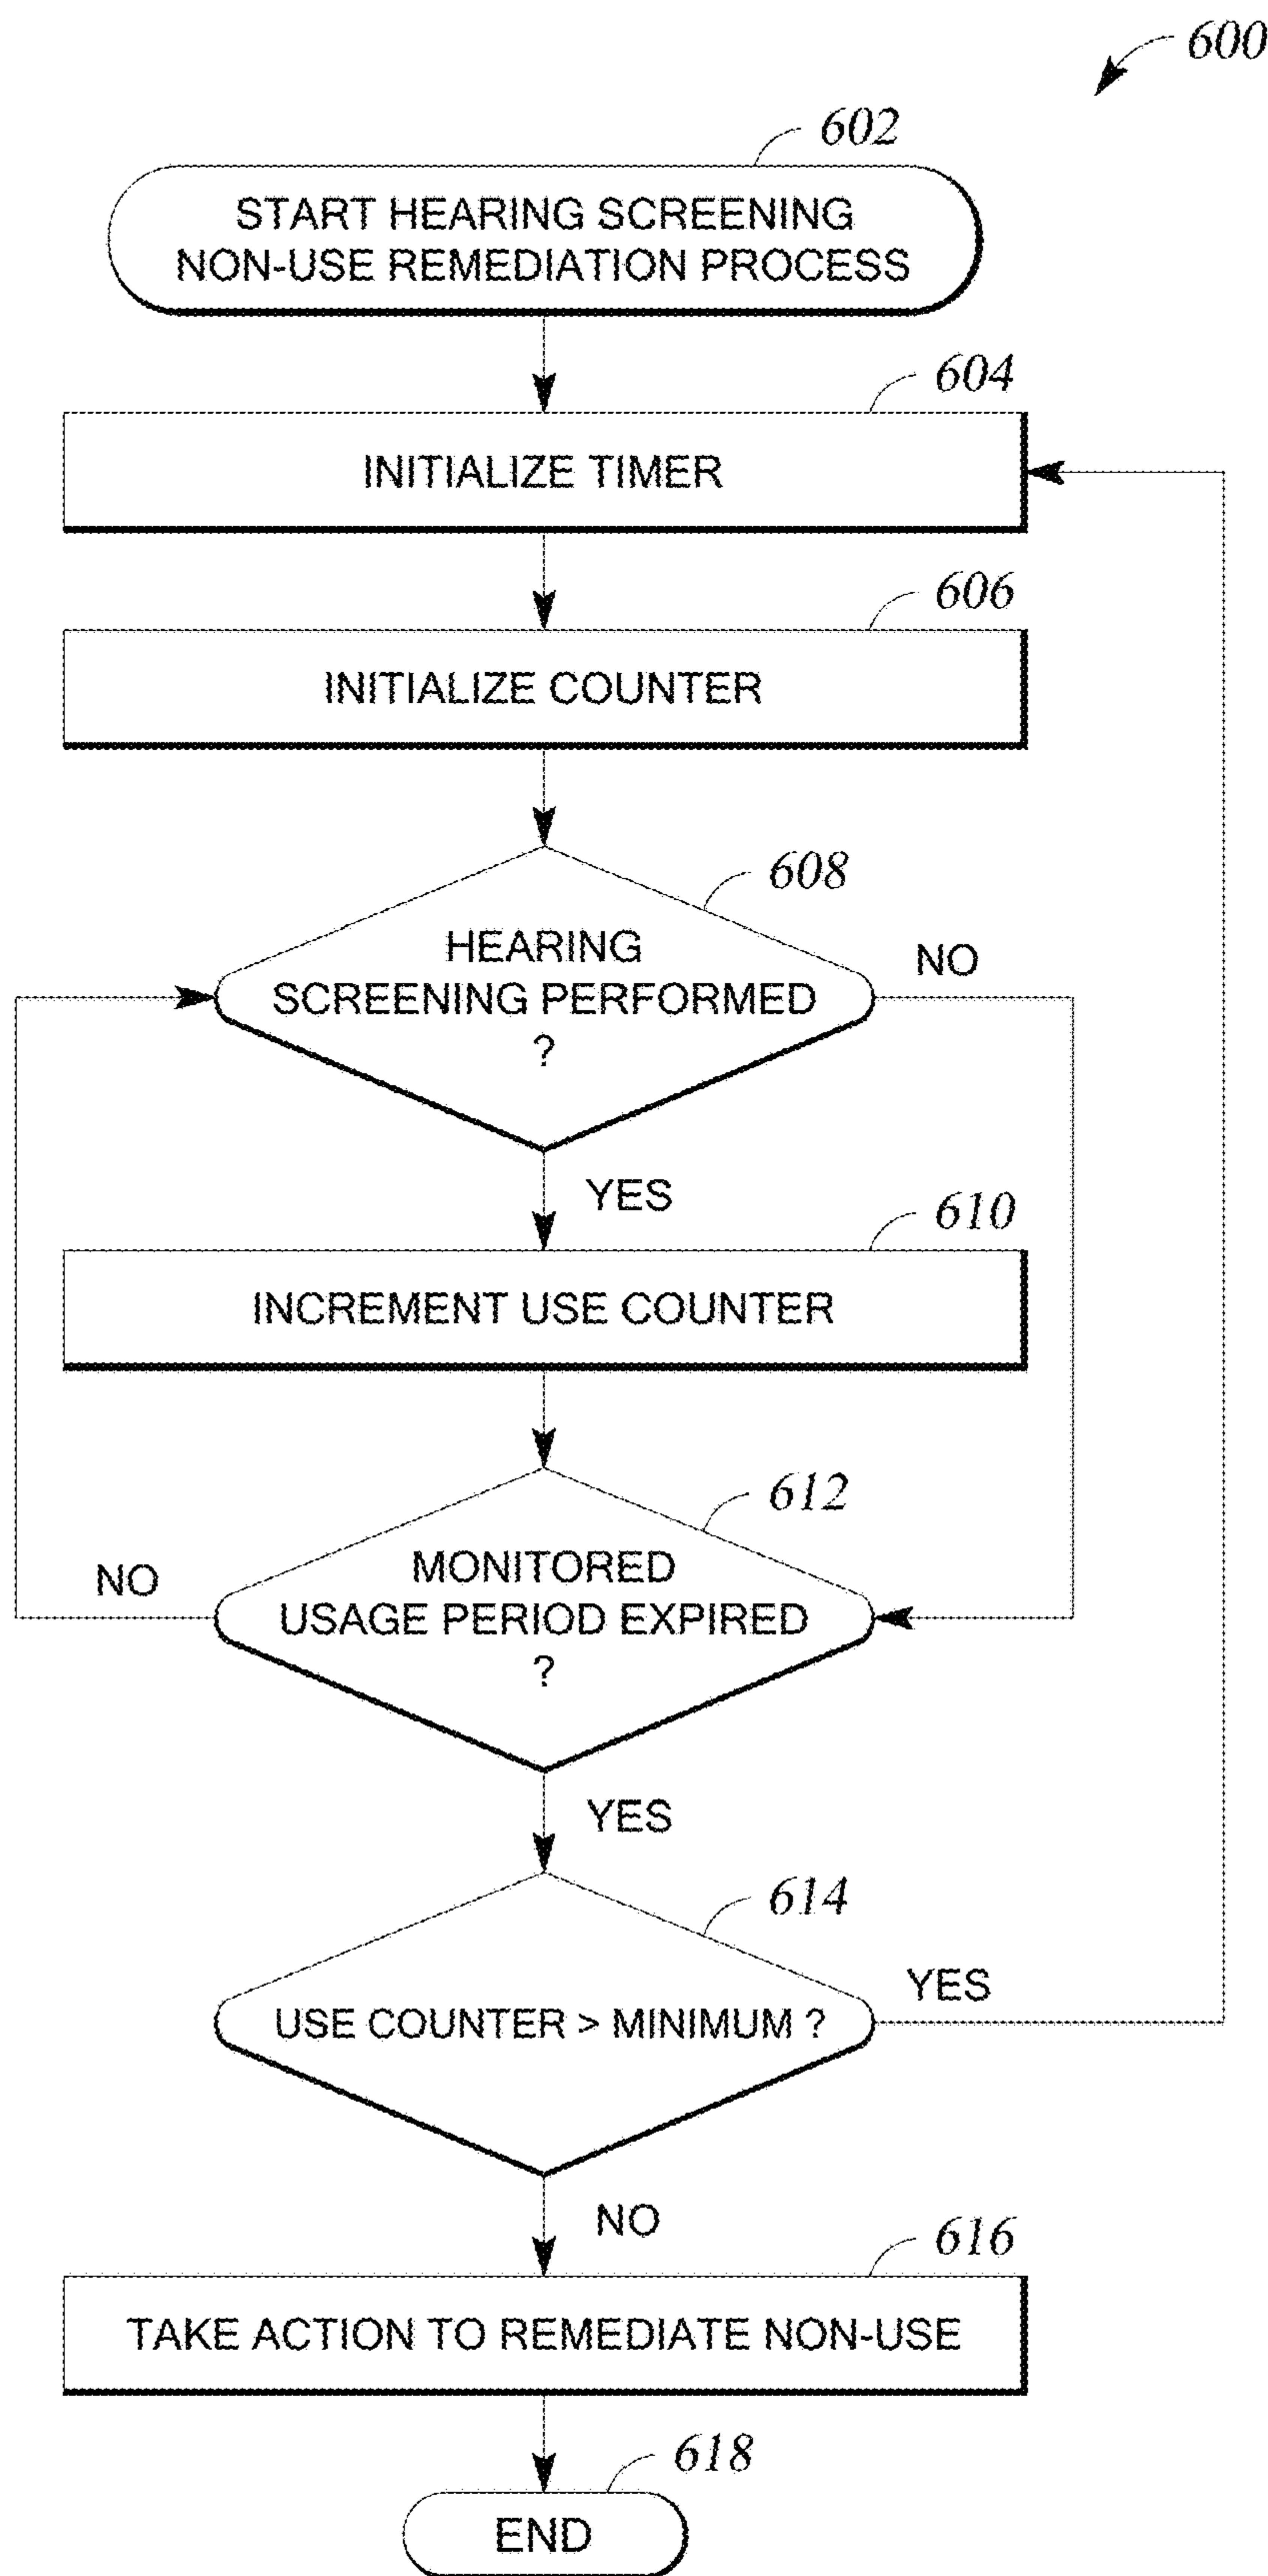 600
602
START HEARING SCREENING
NON-USE REMEDIATION PROCESS
604
INITIALIZE TIMER
606
INITIALIZE COUNTER
608
HEARING
SCREENING PERFORMED
?
NO
YES
610
INCREMENT USE COUNTER
612
MONITORED
USAGE PERIOD EXPIRED
?
NO
YES
614
USE COUNTER > MINIMUM ?
YES
NO
616
TAKE ACTION TO REMEDIATE NON-USE
618
END